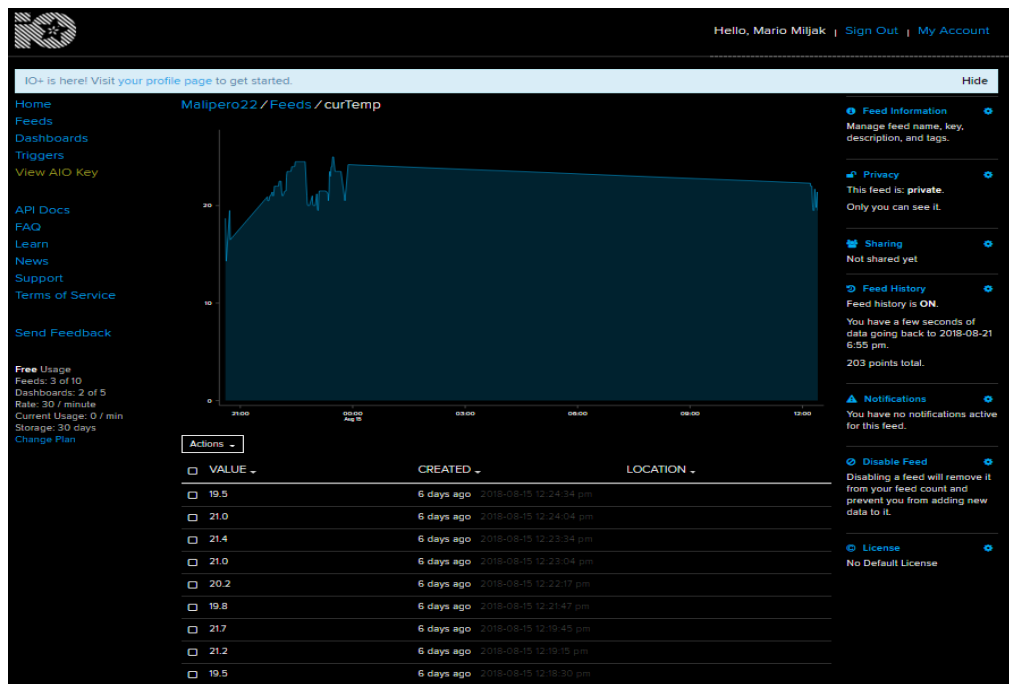 Hello, Mario Miljak | Sign Out | My Account
IO+ is here! Visit your profile page to get started.
Hide
Home
Feeds
Dashboards
Triggers
View AIO Key
API Docs
FAQ
Learn
News
Support
Terms of Service
Send Feedback
Free Usage
Feeds: 3 of 10
Dashboards: 2 of 5
Rate: 30 / minute
Current Usage: 0 / min
Storage: 30 days
Change Plan
Malipero22 / Feeds / curTemp
20
10
0
21:00
00:00
Aug 15
03:00
06:00
09:00
12:00
Actions
VALUE CREATED LOCATION
19.5 6 days ago 2018-08-15 12:24:34 pm
21.0 6 days ago 2018-08-15 12:24:04 pm
21.4 6 days ago 2018-08-15 12:23:34 pm
21.0 6 days ago 2018-08-15 12:23:04 pm
20.2 6 days ago 2018-08-15 12:22:17 pm
19.8 6 days ago 2018-08-15 12:21:47 pm
21.7 6 days ago 2018-08-15 12:19:45 pm
21.2 6 days ago 2018-08-15 12:19:15 pm
19.5 6 days ago 2018-08-15 12:18:30 pm
Feed Information
Manage feed name, key,
description, and tags.
Privacy
This feed is: private.
Only you can see it.
Sharing
Not shared yet
Feed History
Feed history is ON.
You have a few seconds of
data going back to 2018-08-21
6:55 pm.
203 points total.
Notifications
You have no notifications active
for this feed.
Disable Feed
Disabling a feed will remove it
from your feed count and
prevent you from adding new
data to it.
License
No Default License